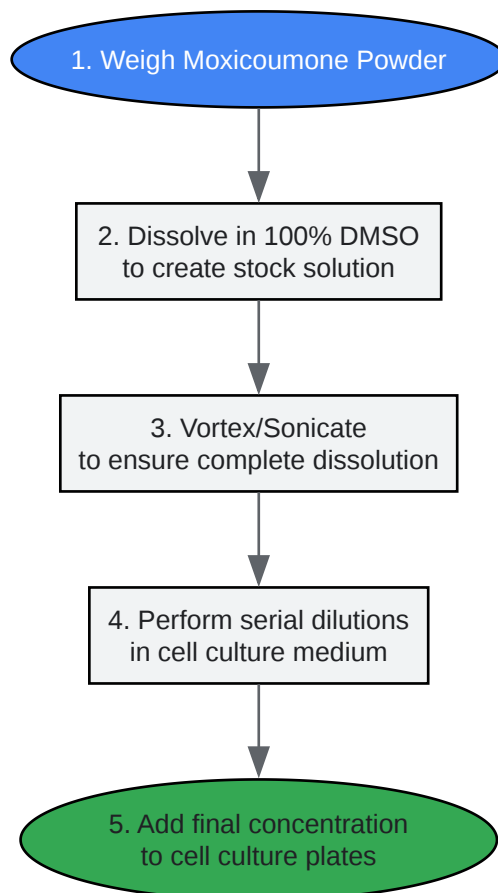 1. Weigh Moxicoumone Powder
2. Dissolve in 100% DMSO
to create stock solution
3. Vortex/Sonicate
to ensure complete dissolution
4. Perform serial dilutions
in cell culture medium
5. Add final concentration
to cell culture plates